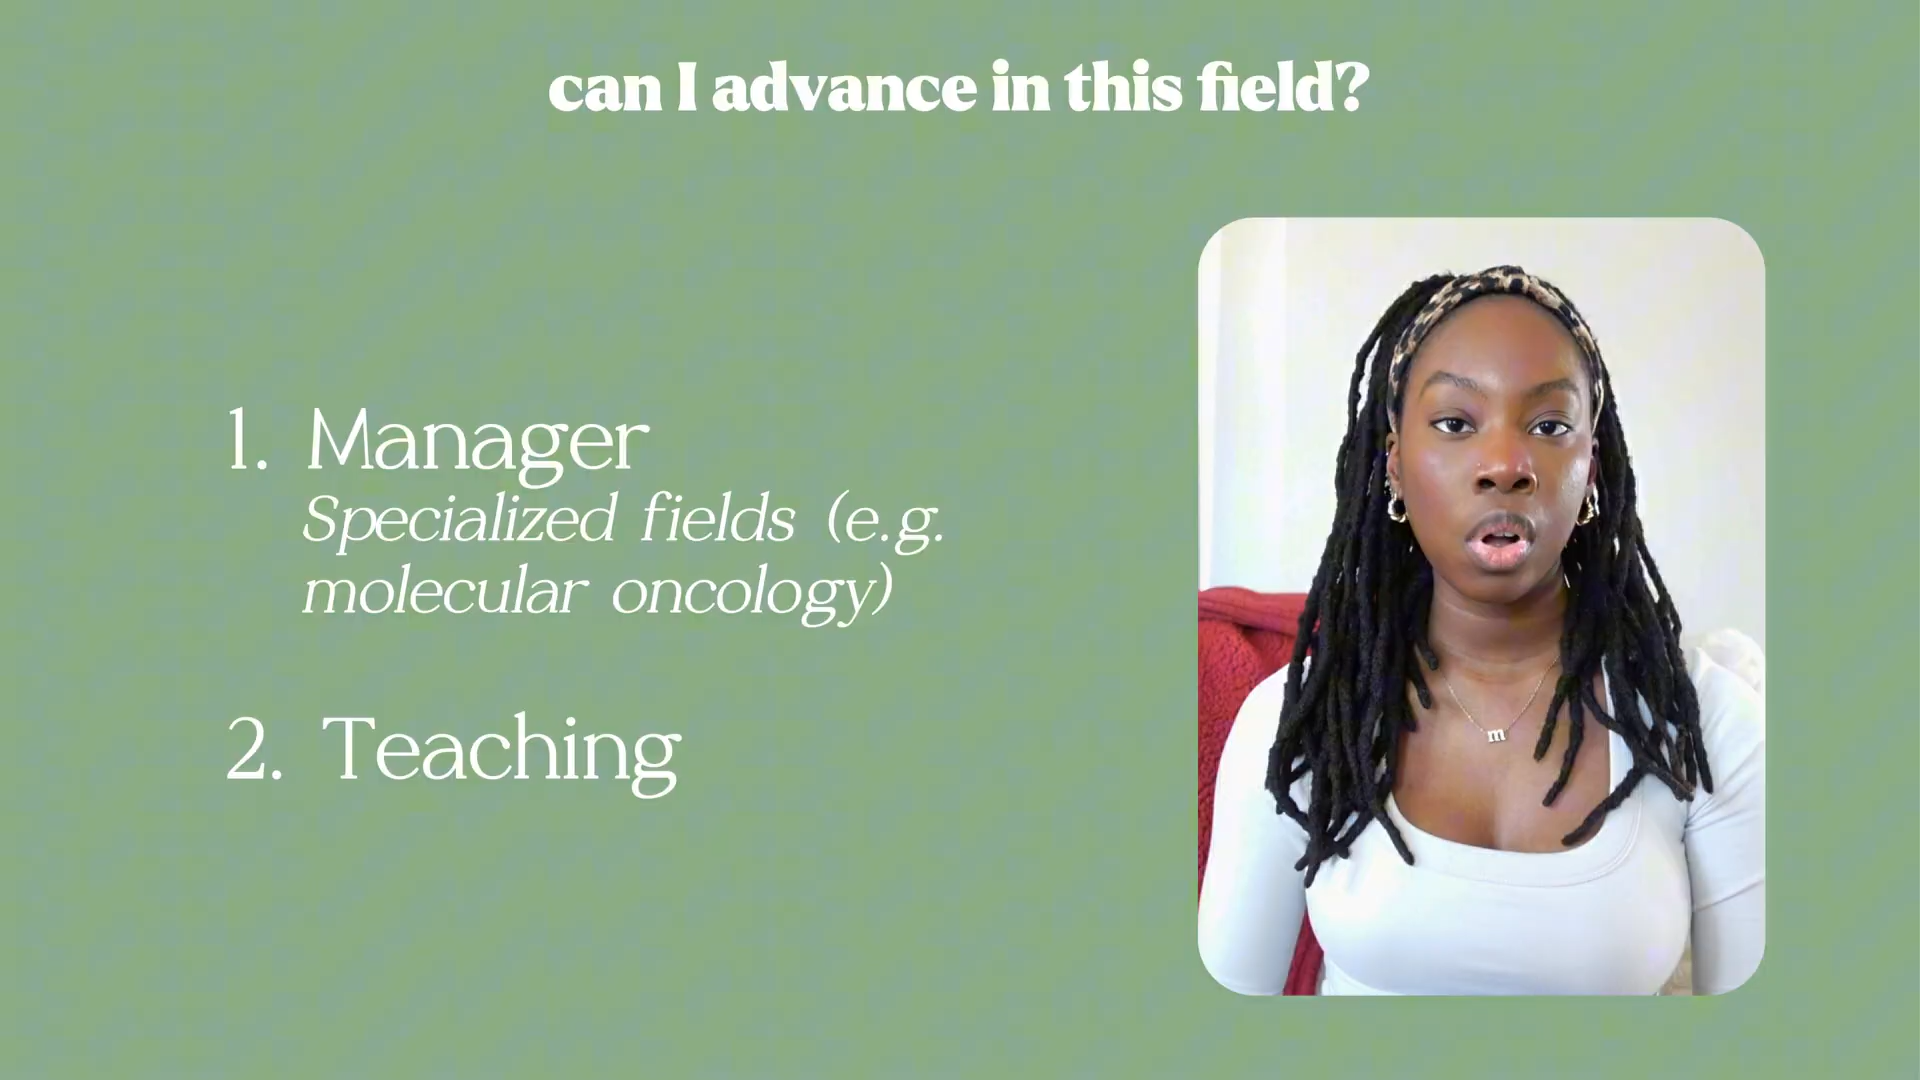 can I advance in this field?
1. Manager
Specialized fields (e.g.
molecular oncology)
2. Teaching
m